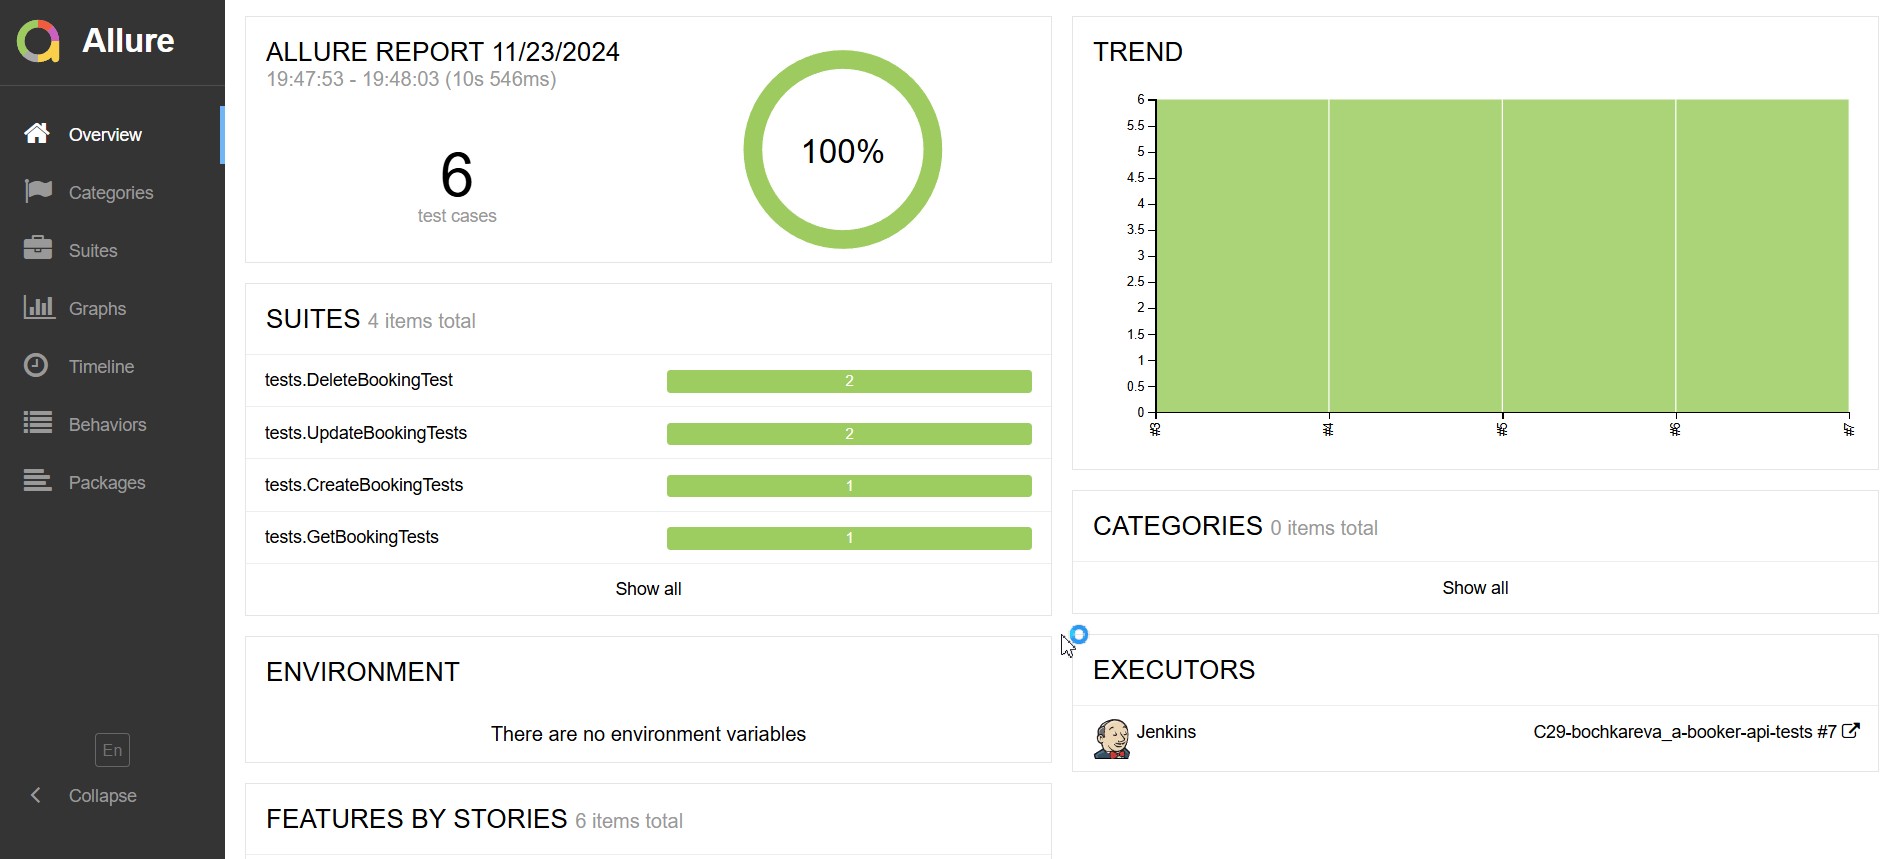 Allure
Overview
Categories
Suites
Graphs
Timeline
Behaviors
Packages
En
Collapse
ALLURE REPORT 11/23/2024
19:47:53 - 19:48:03 (10s 546ms)
6
test cases
100%
SUITES 4 items total
tests.DeleteBookingTest 2
tests.UpdateBookingTests 2
tests.CreateBookingTests 1
tests.GetBookingTests 1
Show all
ENVIRONMENT
There are no environment variables
FEATURES BY STORIES 6 items total
TREND
6
5.5
5
4.5
4
3.5
3
2.5
2
1.5
1
0.5
0
#3 #4 #5 #6 #7
CATEGORIES 0 items total
Show all
EXECUTORS
Jenkins C29-bochkareva_a-booker-api-tests #7